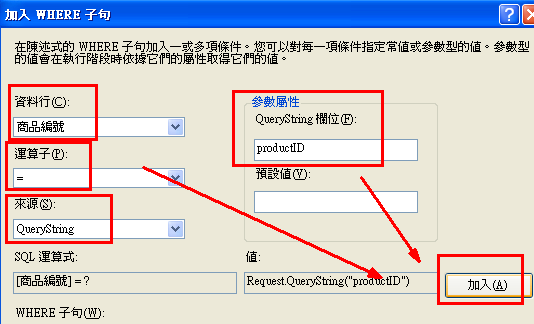 加入 WHERE 子句
在陳述式的 WHERE 子句加入一或多項條件。您可以對每一項條件指定常值或參數型的值。參數型
的值會在執行階段時依據它們的屬性取得它們的值。
資料行(C):
商品編號
運算子(P):
=
來源(S):
QueryString
參數屬性
QueryString 欄位(F):
productID
預設值(V):
SQL 運算式:
[商品編號] = ?
值:
Request.QueryString("productID")
加入(A)
WHERE 子句(W):